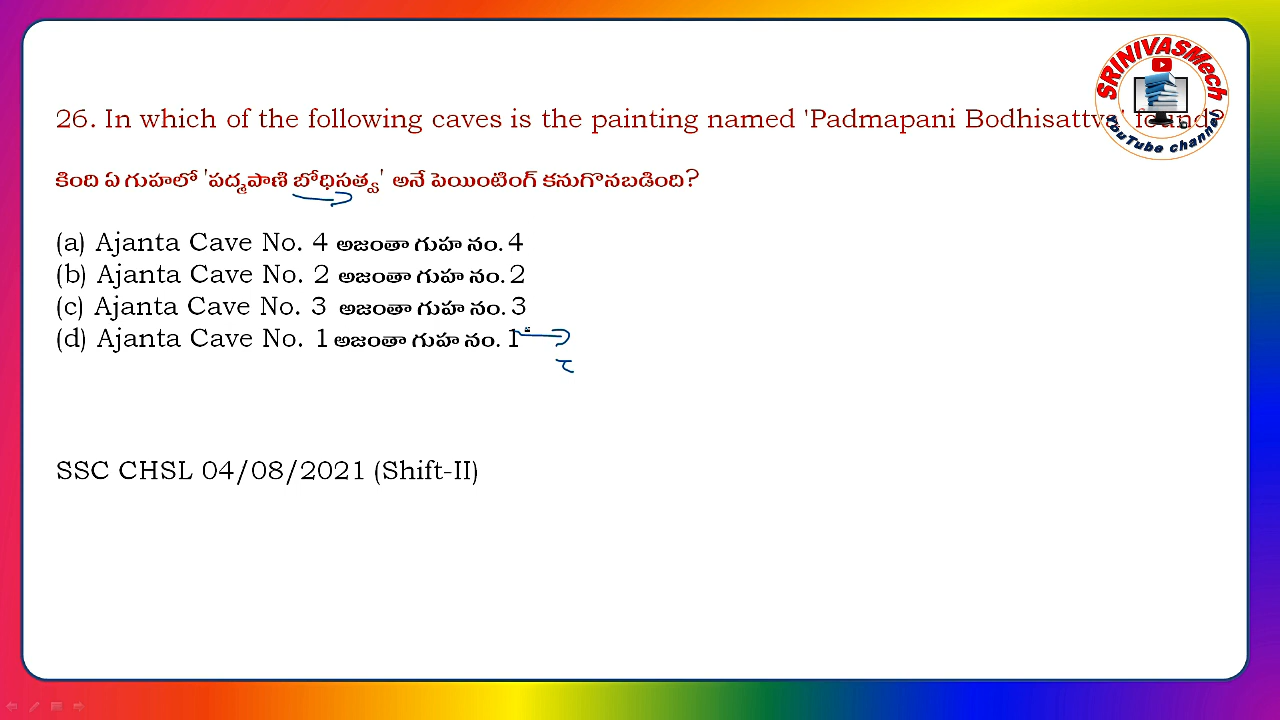 26. In which of the following caves is the painting named 'Padmapani Bodhisattva' found?
కింది ఏ గుహలో 'పద్మపాణి బోధిసత్వ' అనే పెయింటింగ్ కనుగొనబడింది?
(a) Ajanta Cave No. 4 అజంతా గుహ నం. 4
(b) Ajanta Cave No. 2 అజంతా గుహ నం. 2
(c) Ajanta Cave No. 3 అజంతా గుహ నం. 3
(d) Ajanta Cave No. 1 అజంతా గుహ నం. 1
SSC CHSL 04/08/2021 (Shift-II)
SRINIVASMech
YouTube channel